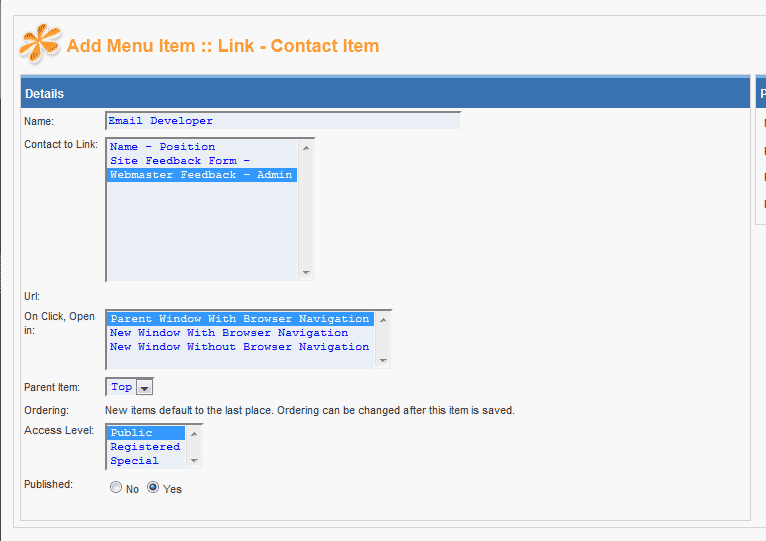 Add Menu Item :: Link - Contact Item
Details
P
Name:
Email Developer
Contact to Link:
Name - Position
Site Feedback Form -
Webmaster Feedback - Admin
Url:
On Click, Open
in:
Parent Window With Browser Navigation
New Window With Browser Navigation
New Window Without Browser Navigation
Parent Item:
Top
Ordering:
New items default to the last place. Ordering can be changed after this item is saved.
Access Level:
Public
Registered
Special
Published:
No
Yes